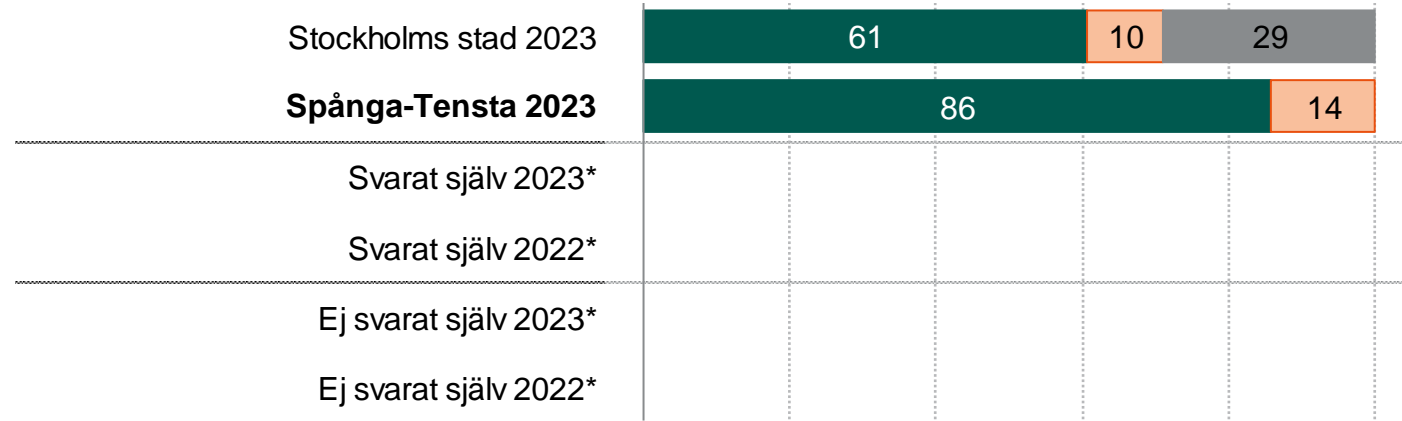 Stockholms stad 2023 61 10 29
Spånga-Tensta 2023 86 14
Svarat själv 2023*
Svarat själv 2022*
Ej svarat själv 2023*
Ej svarat själv 2022*